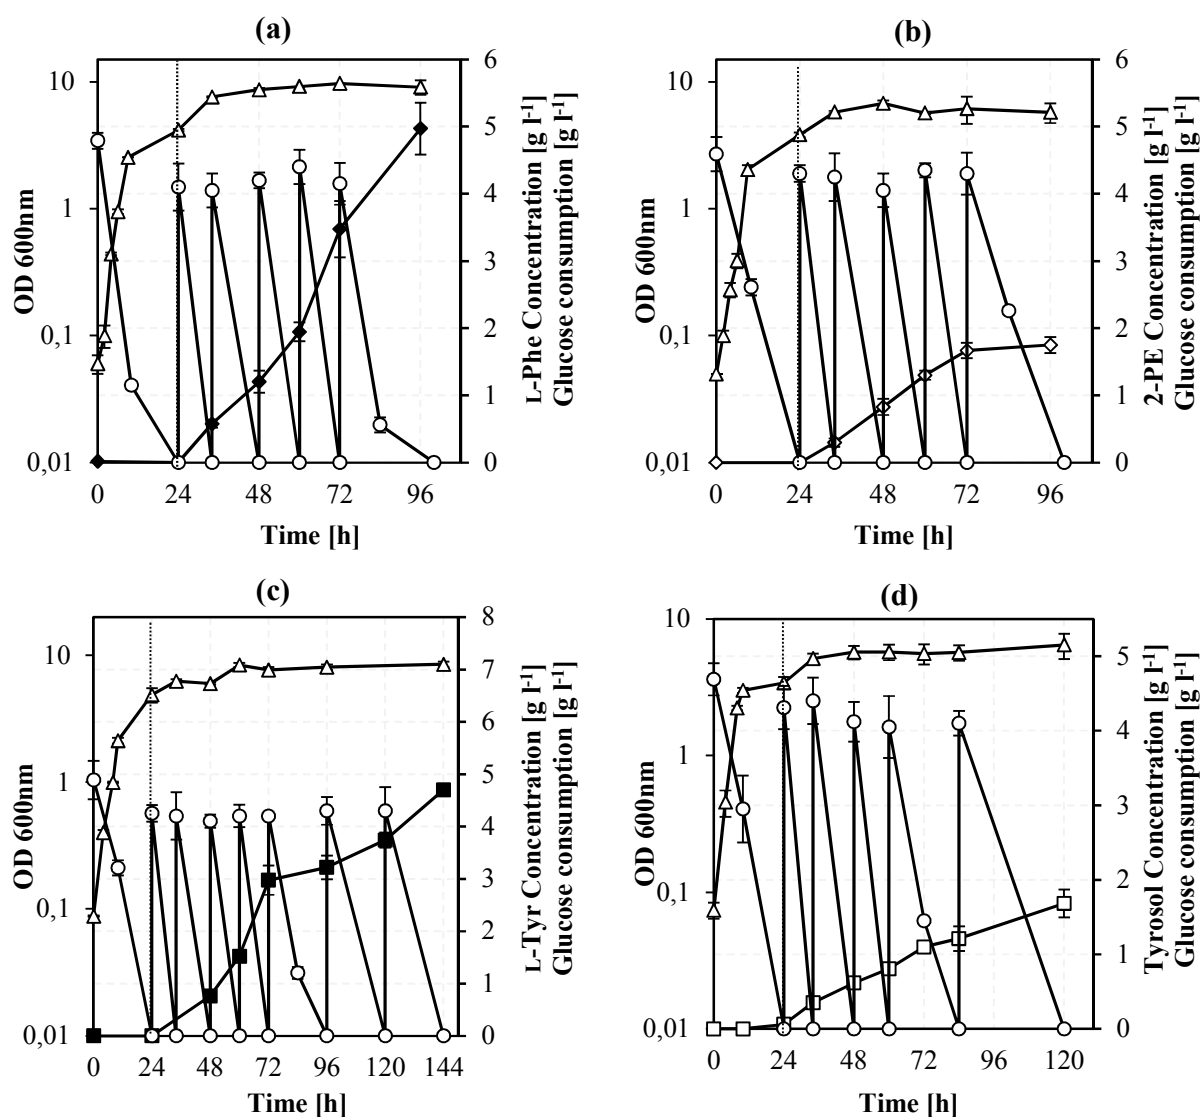 (a)
OD 600nm
10
1
0,1
0,01
6
5
4
3
2
1
0
L-Phe Concentration [g l-1]
Glucose consumption [g l-1]
0 24 48 72 96
Time [h]
(b)
OD 600nm
10
1
0,1
0,01
6
5
4
3
2
1
0
2-PE Concentration [g l-1]
Glucose consumption [g l-1]
0 24 48 72 96
Time [h]
(c)
OD 600nm
10
1
0,1
0,01
8
7
6
5
4
3
2
1
0
L-Tyr Concentration [g l-1]
Glucose consumption [g l-1]
0 24 48 72 96 120 144
Time [h]
(d)
OD 600nm
10
1
0,1
0,01
5
4
3
2
1
0
Tyrosol Concentration [g l-1]
Glucose consumption [g l-1]
0 24 48 72 96 120
Time [h]